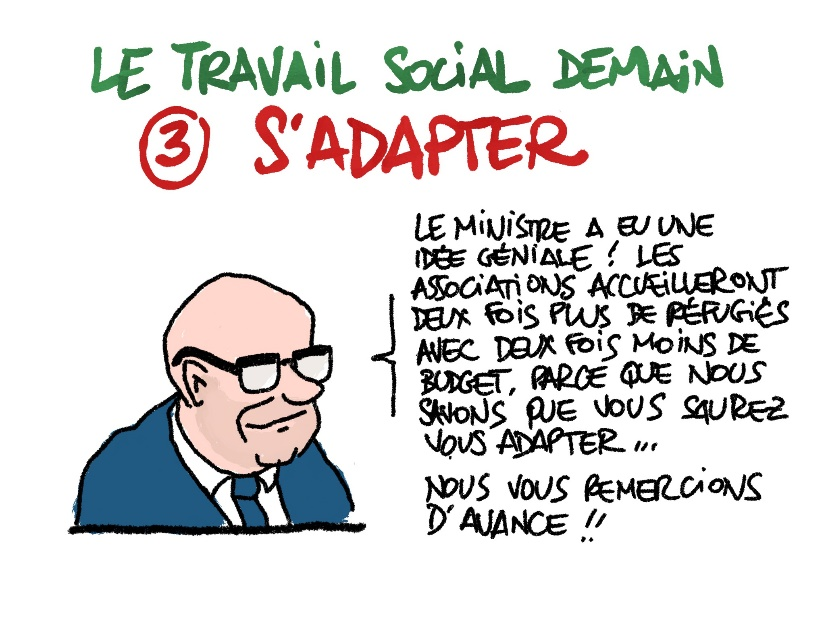 LE TRAVAIL SOCIAL DEMAIN
3 S'ADAPTER
LE MINISTRE A EU UNE
IDÉE GÉNIALE ! LES
ASSOCIATIONS ACCUEILLERONT
DEUX FOIS PLUS DE RÉFUGIÉS
AVEC DEUX FOIS MOINS DE
BUDGET, PARCE QUE NOUS
SAVONS QUE VOUS SAUREZ
VOUS ADAPTER...
NOUS VOUS REMERCIONS
D'AVANCE !!